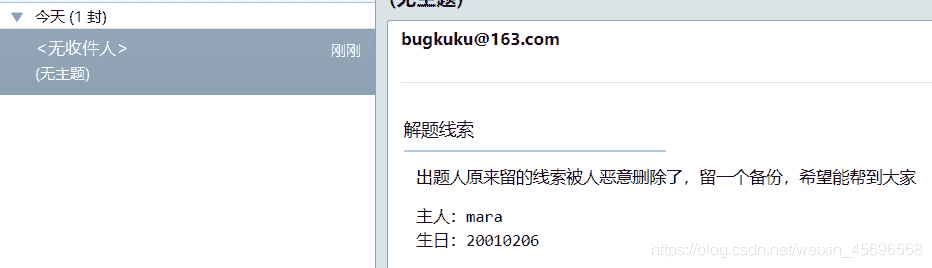 今天 (1 封)
<无收件人>
刚刚
(无主题)
(无主题)
bugkuku@163.com
解题线索
出题人原来留的线索被人恶意删除了，留一个备份，希望能帮到大家
主人：mara
生日：20010206
https://blog.csdn.net/weixin_45696568